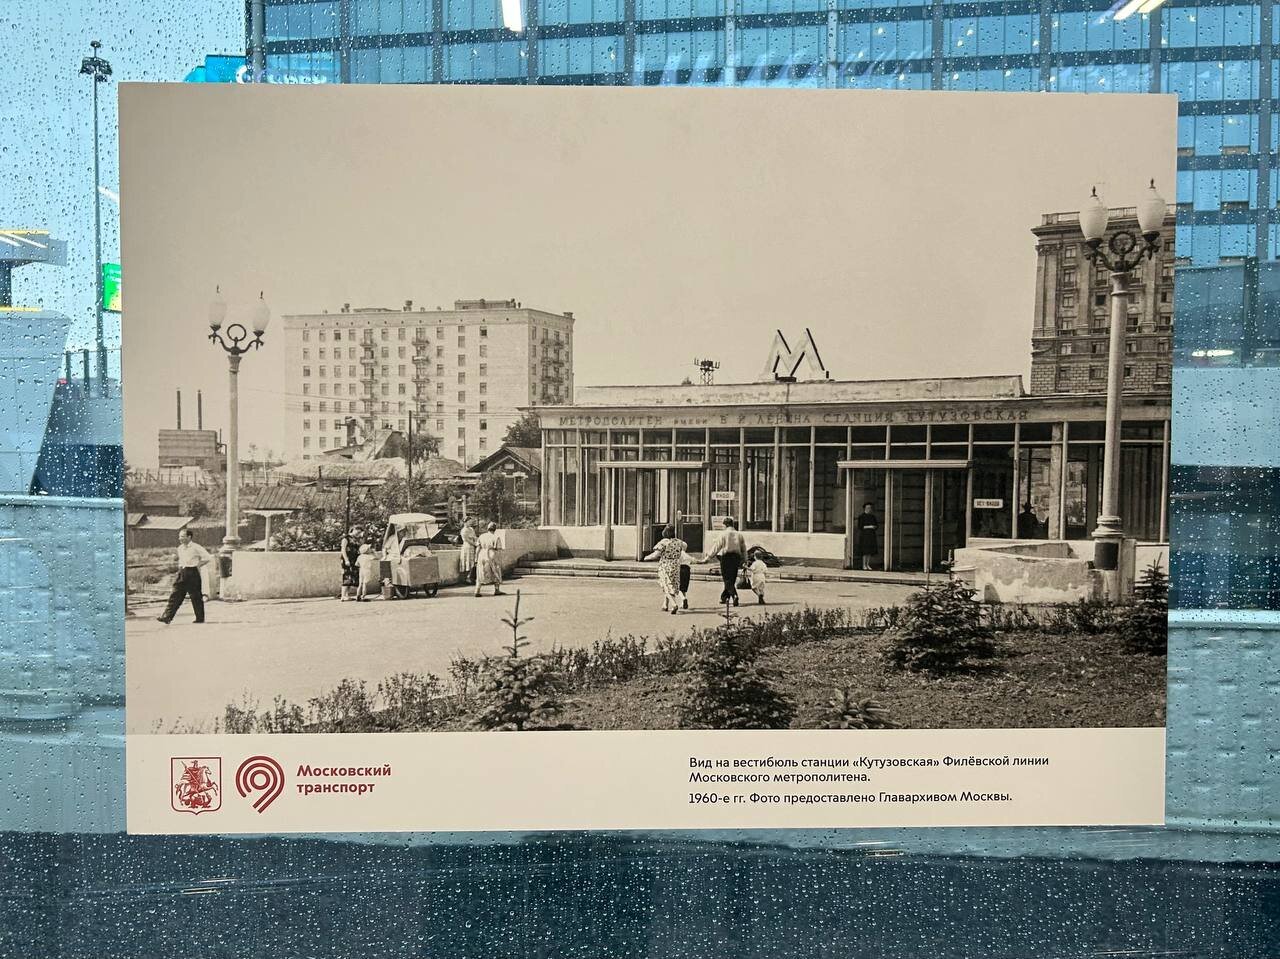 М
МЕТРОПОЛИТЕН ИМЕНИ В.И. ЛЕНИНА СТАНЦИЯ КУТУЗОВСКАЯ
ВХОД
НЕТ ВХОДА
Московский
транспорт
Вид на вестибюль станции «Кутузовская» Филёвской линии
Московского метрополитена.
1960-е гг. Фото предоставлено Главархивом Москвы.